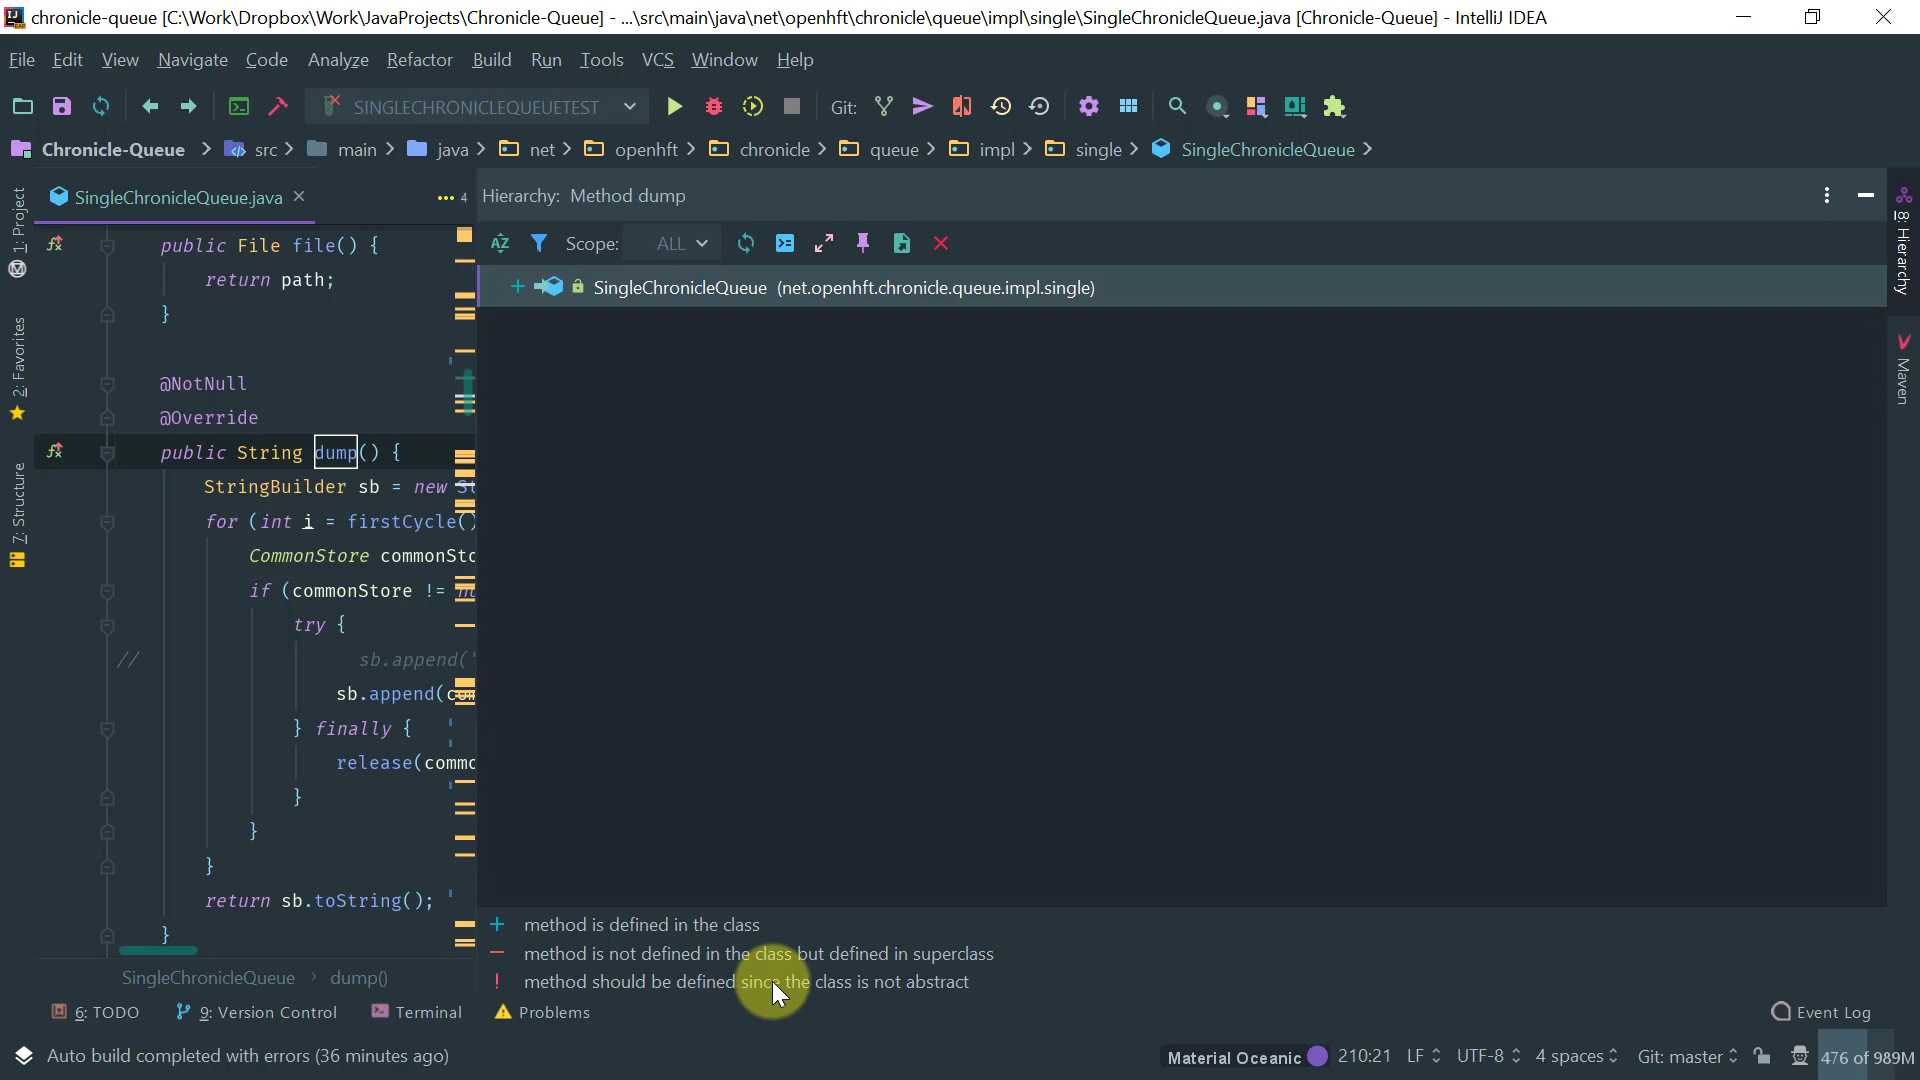 chronicle-queue [C:\Work\Dropbox\Work\JavaProjects\Chronicle-Queue] - ...\src\main\java\net\openhft\chronicle\queue\impl\single\SingleChronicleQueue.java [Chronicle-Queue] - IntelliJ IDEA
File Edit View Navigate Code Analyze Refactor Build Run Tools VCS Window Help
SINGLECHRONICLEQUEUETEST Git:
Chronicle-Queue > src > main > java > net > openhft > chronicle > queue > impl > single > SingleChronicleQueue >
1: Project
2: Favorites
7: Structure
SingleChronicleQueue.java 4
public File file() {
return path;
}
@NotNull
@Override
public String dump() {
StringBuilder sb = new
for (int i = firstCycle()
CommonStore
if (commonStore !=
try {
// sb.append(
sb.append(
} finally {
release(
}
}
}
return sb.toString();
}
SingleChronicleQueue > dump()
Hierarchy: Method dump
Scope: ALL
+ SingleChronicleQueue (net.openhft.chronicle.queue.impl.single)
+ method is defined in the class
− method is not defined in the class but defined in superclass
! method should be defined since the class is not abstract
8: Hierarchy
Maven
6: TODO 9: Version Control Terminal Problems Event Log
Auto build completed with errors (36 minutes ago) Material Oceanic 210:21 LF UTF-8 4 spaces Git: master 476 of 989M